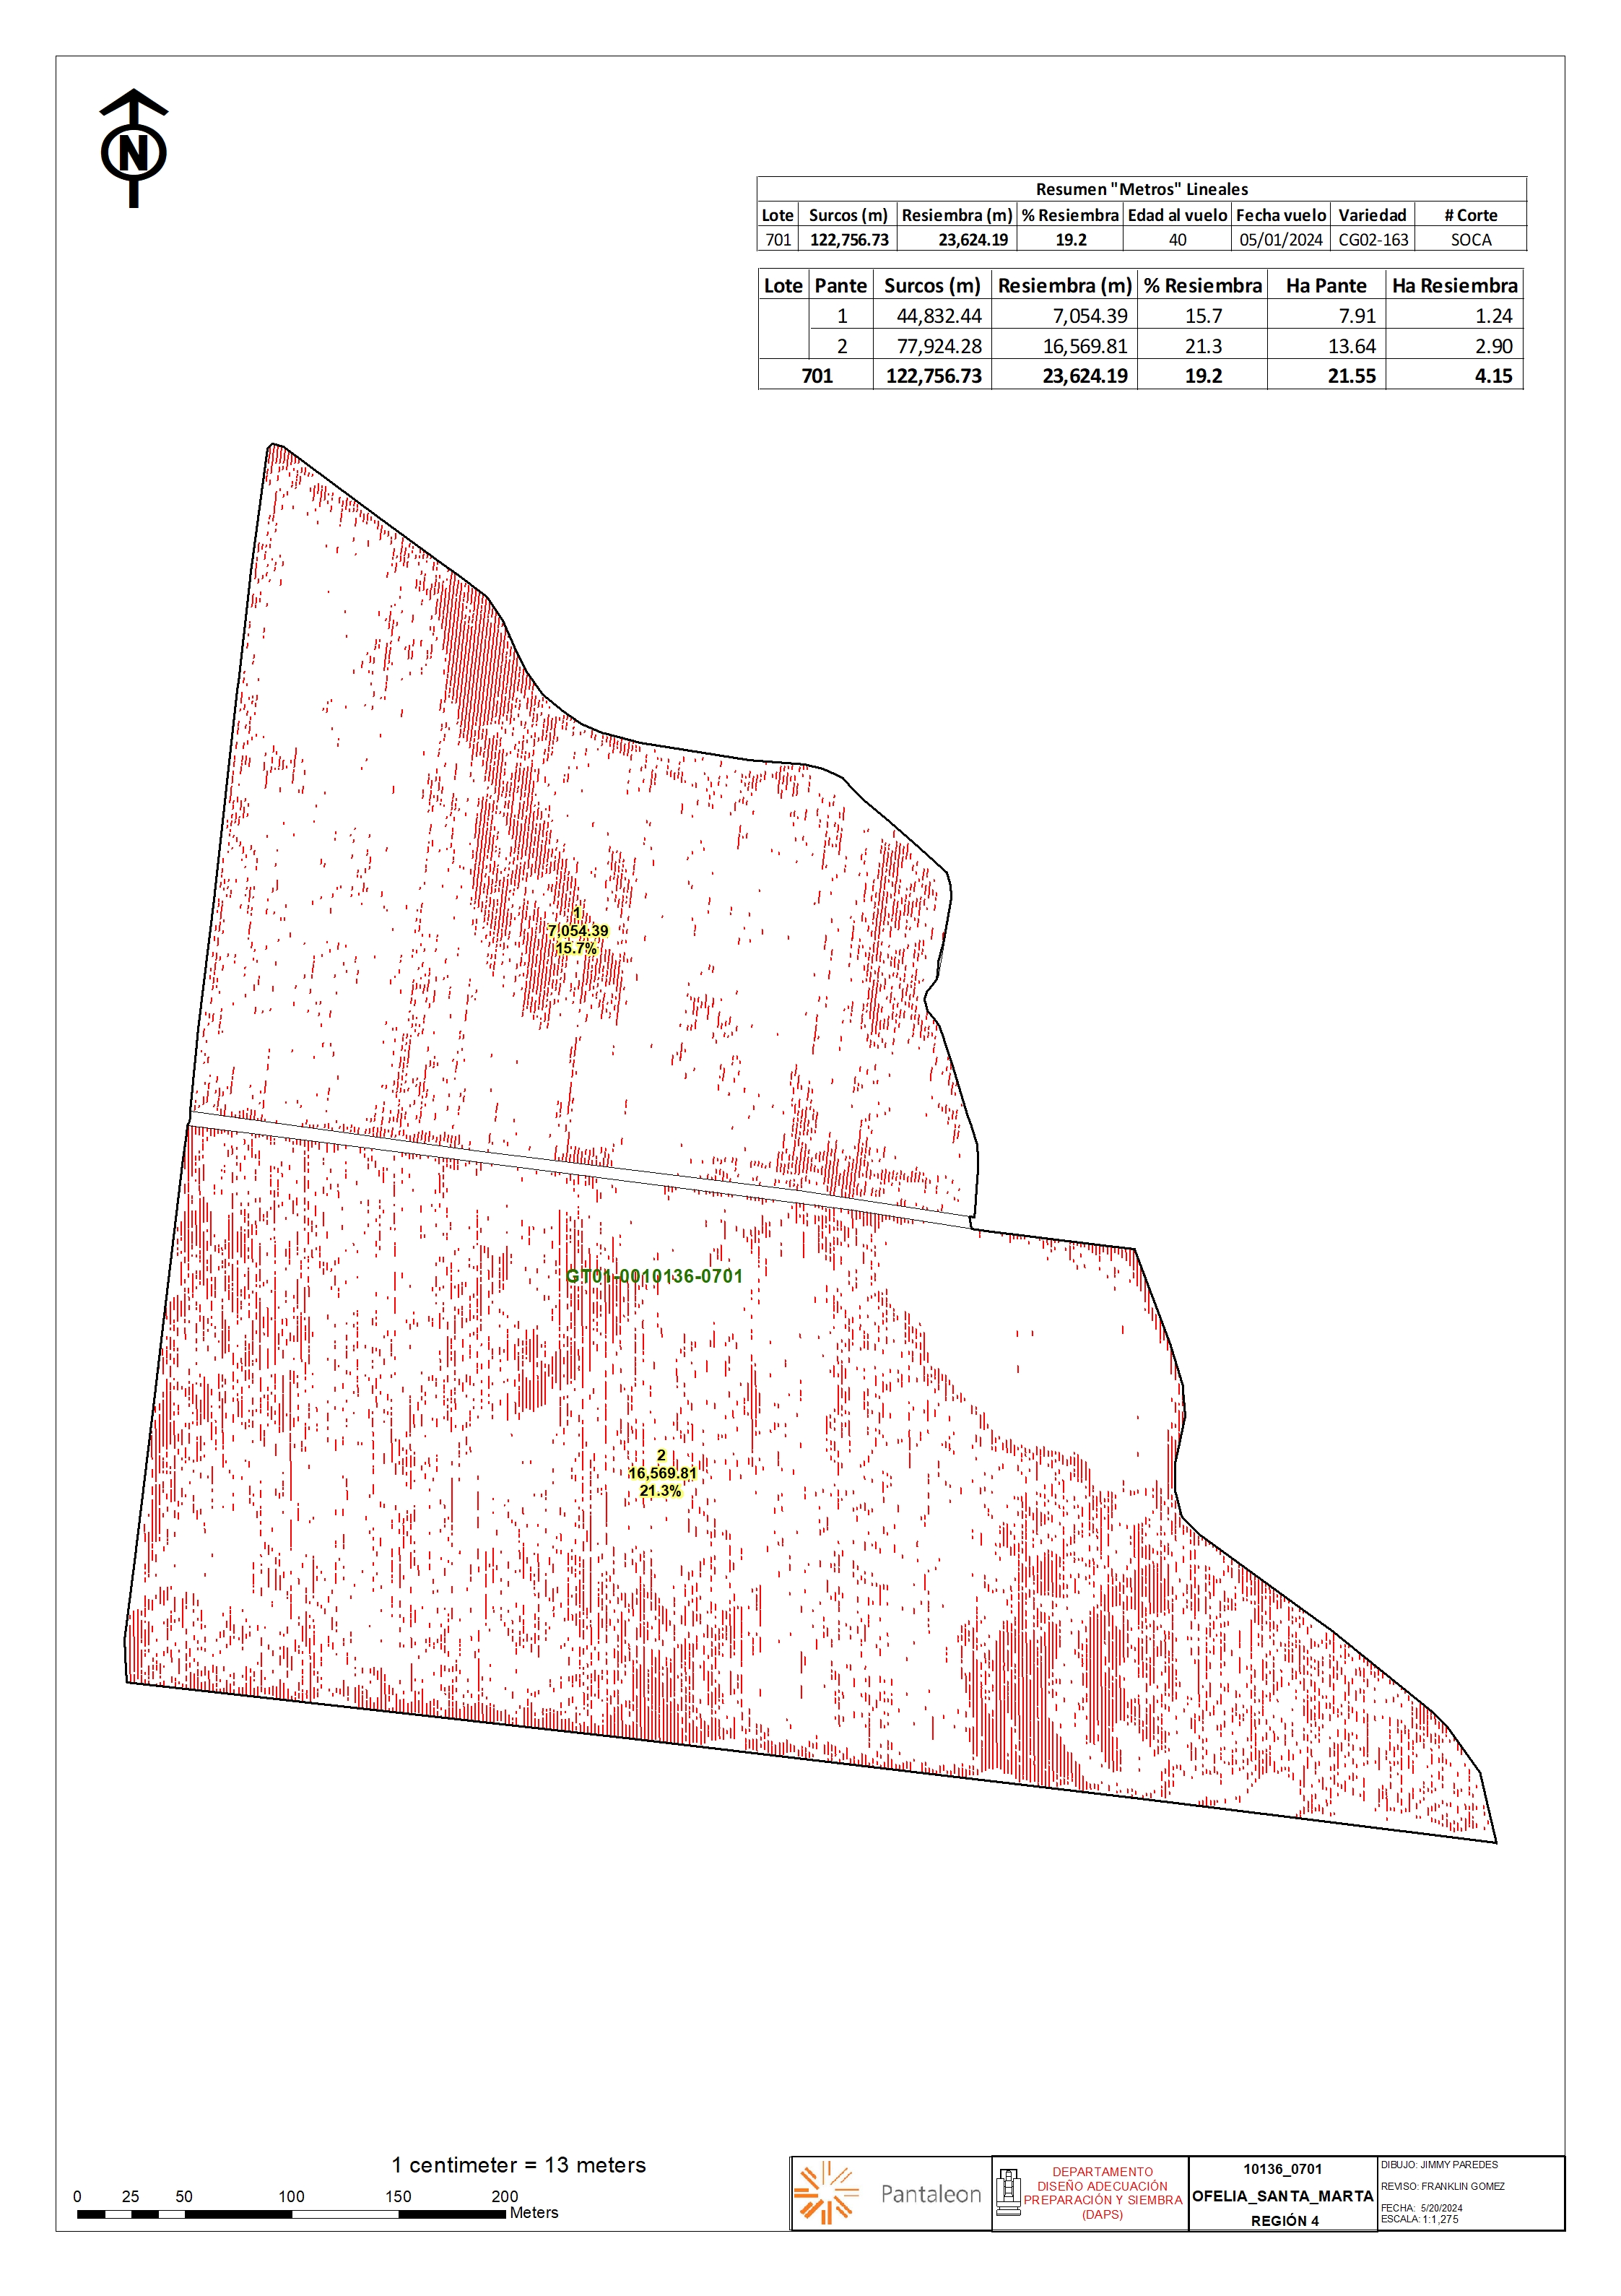 N
Resumen "Metros" Lineales
Lote Surcos (m) Resiembra (m) % Resiembra Edad al vuelo Fecha vuelo Variedad # Corte
701 122,756.73 23,624.19 19.2 40 05/01/2024 CG02-163 SOCA
Lote Pante Surcos (m) Resiembra (m) % Resiembra Ha Pante Ha Resiembra
1 44,832.44 7,054.39 15.7 7.91 1.24
2 77,924.28 16,569.81 21.3 13.64 2.90
701 122,756.73 23,624.19 19.2 21.55 4.15
1
7,054.39
15.7%
GT01-0010136-0701
2
16,569.81
21.3%
1 centimeter = 13 meters
0 25 50 100 150 200
Meters
Pantaleon
DEPARTAMENTO
DISEÑO ADECUACIÓN
PREPARACIÓN Y SIEMBRA
(DAPS)
10136_0701
OFELIA_SANTA_MARTA
REGIÓN 4
DIBUJO: JIMMY PAREDES
REVISO: FRANKLIN GOMEZ
FECHA: 5/20/2024
ESCALA: 1:1,275